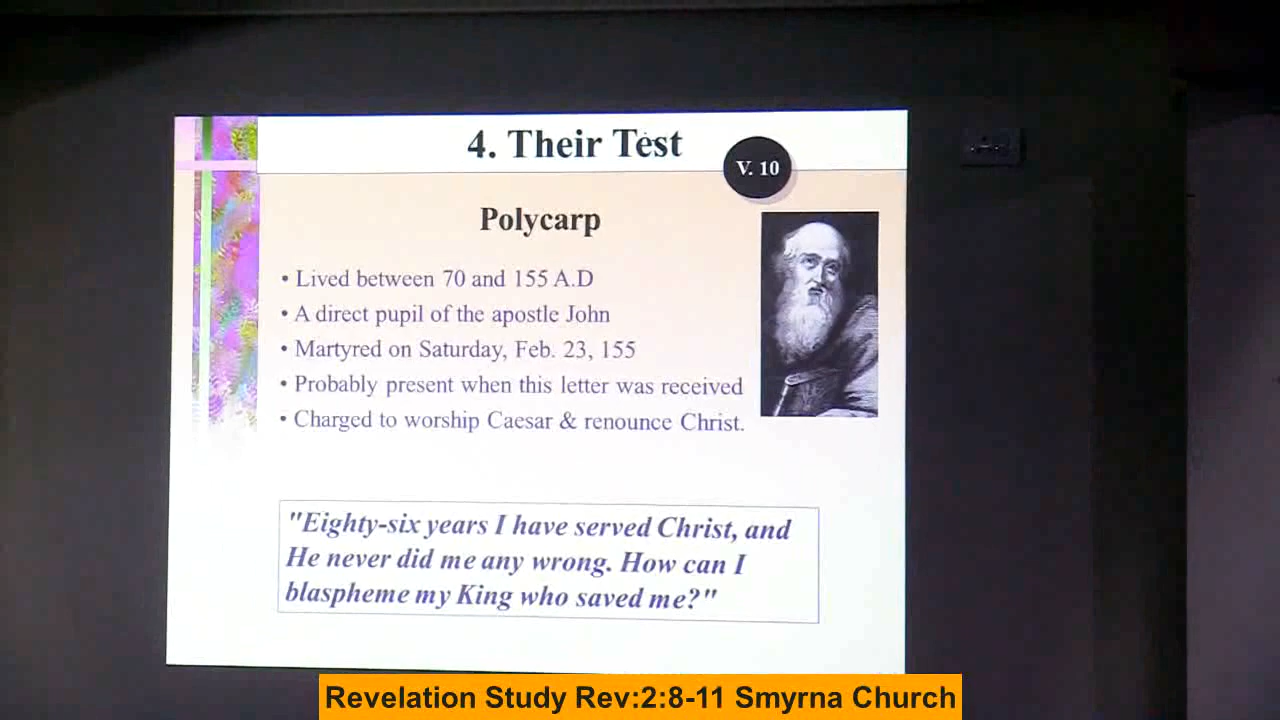 4. Their Test
V. 10
Polycarp
• Lived between 70 and 155 A.D
• A direct pupil of the apostle John
• Martyred on Saturday, Feb. 23, 155
• Probably present when this letter was received
• Charged to worship Caesar & renounce Christ.
"Eighty-six years I have served Christ, and
He never did me any wrong. How can I
blaspheme my King who saved me?"
Revelation Study Rev:2:8-11 Smyrna Church